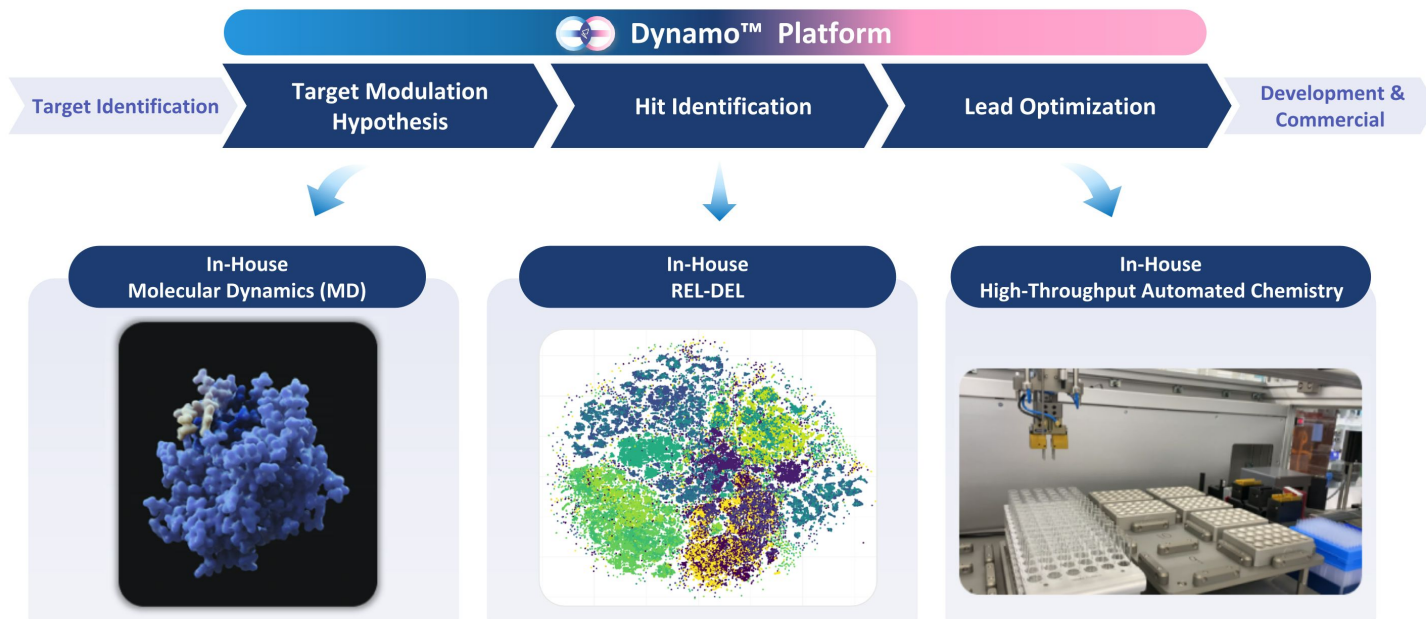 Dynamo™ Platform
Target Identification
Target Modulation
Hypothesis
Hit Identification
Lead Optimization
Development &
Commercial
In-House
Molecular Dynamics (MD)
In-House
REL-DEL
In-House
High-Throughput Automated Chemistry